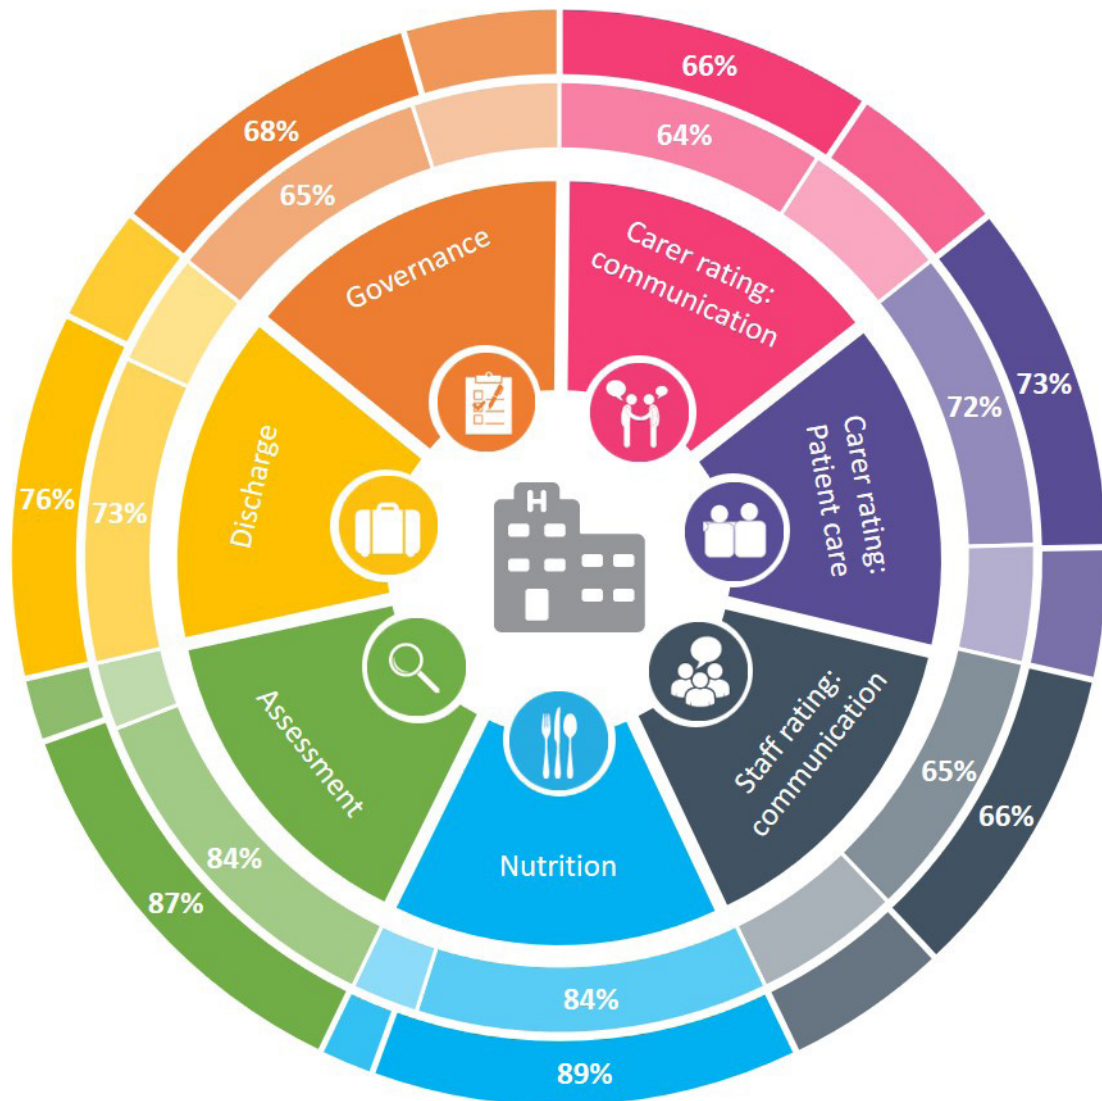 66%
64%
Carer rating:
communication
73%
72%
Carer rating:
Patient care
66%
65%
Staff rating:
communication
89%
84%
Nutrition
87%
84%
Assessment
76%
73%
Discharge
68%
65%
Governance
H